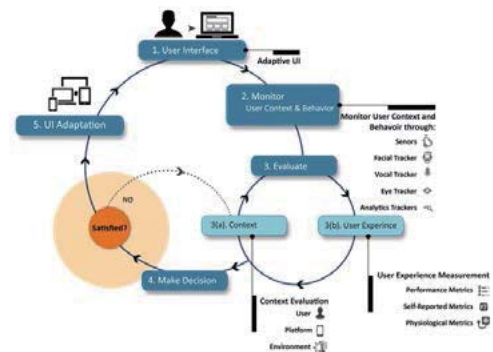 1. User Interface
Adaptive UI
2. Monitor
User Context & Behavior
Monitor User Context and
Behavoir through:
Senors
Facial Tracker
Vocal Tracker
Eye Tracker
Analytics Trackers
5. UI Adaptation
3. Evaluate
NO
Satisfied?
3(a). Context
3(b). User Experince
4. Make Decision
Context Evaluation
User
Platform
Environment
User Experience Measurement
Performance Metrics
Self-Reported Metrics
Physiological Metrics